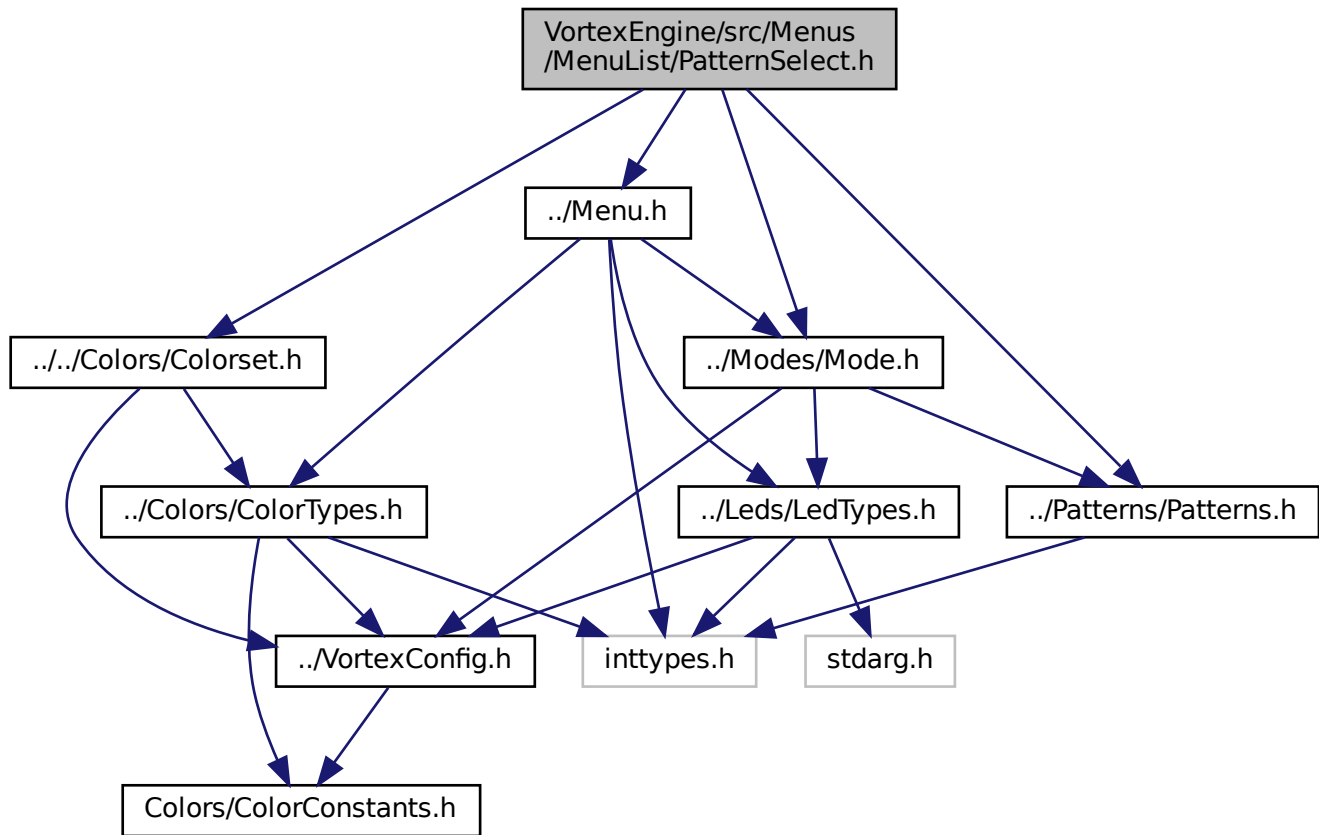 VortexEngine/src/Menus
/MenuList/PatternSelect.h
../Menu.h
../../Colors/Colorset.h
../Modes/Mode.h
../Colors/ColorTypes.h
../Leds/LedTypes.h
../Patterns/Patterns.h
../VortexConfig.h
inttypes.h
stdarg.h
Colors/ColorConstants.h